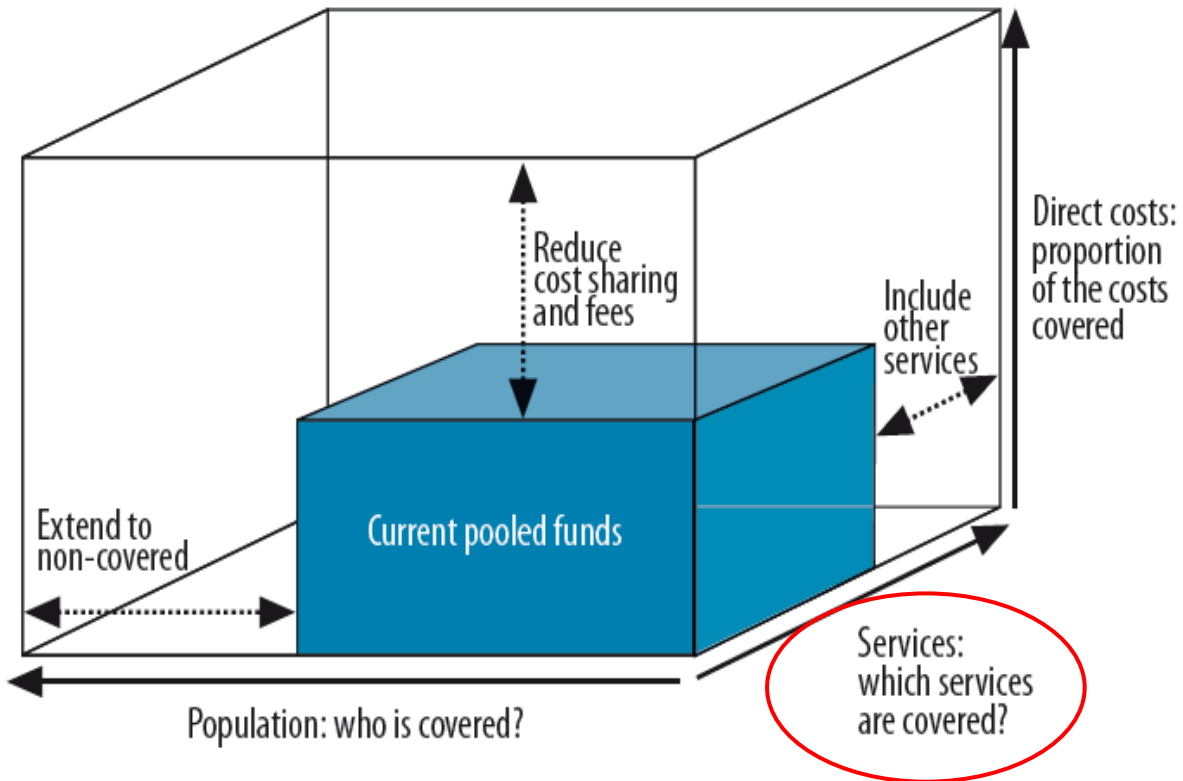 Reduce
cost sharing
and fees
Direct costs:
proportion
of the costs
covered
Include
other
services
Extend to
non-covered
Current pooled funds
Services:
which services
are covered?
Population: who is covered?